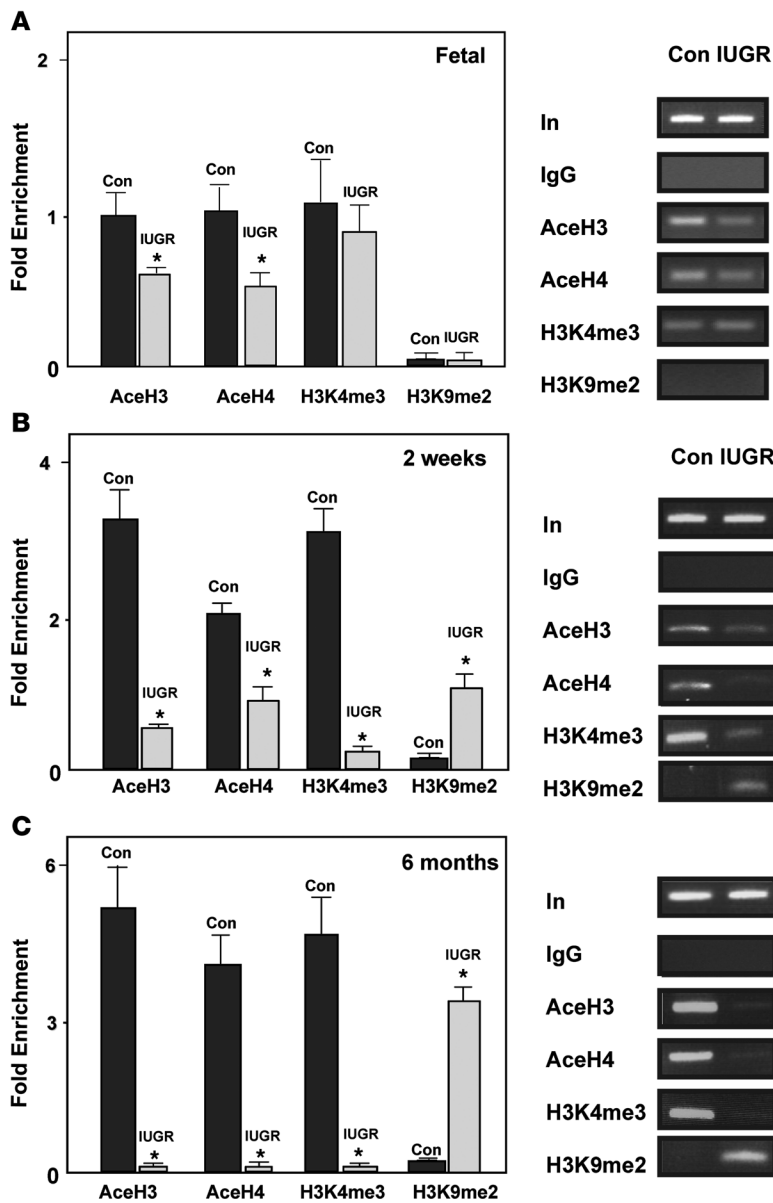 A
2
Fetal
Con IUGR
Fold Enrichment
1
0
Con
IUGR
*
Con
IUGR
*
Con
IUGR
Con
IUGR
AceH3
AceH4
H3K4me3
H3K9me2
In
IgG
AceH3
AceH4
H3K4me3
H3K9me2
B
4
2 weeks
Con IUGR
Fold Enrichment
2
0
Con
IUGR
*
Con
IUGR
*
Con
IUGR
*
Con
IUGR
*
AceH3
AceH4
H3K4me3
H3K9me2
In
IgG
AceH3
AceH4
H3K4me3
H3K9me2
C
6
6 months
Fold Enrichment
3
0
Con
IUGR
*
Con
IUGR
*
Con
IUGR
*
Con
IUGR
*
AceH3
AceH4
H3K4me3
H3K9me2
In
IgG
AceH3
AceH4
H3K4me3
H3K9me2